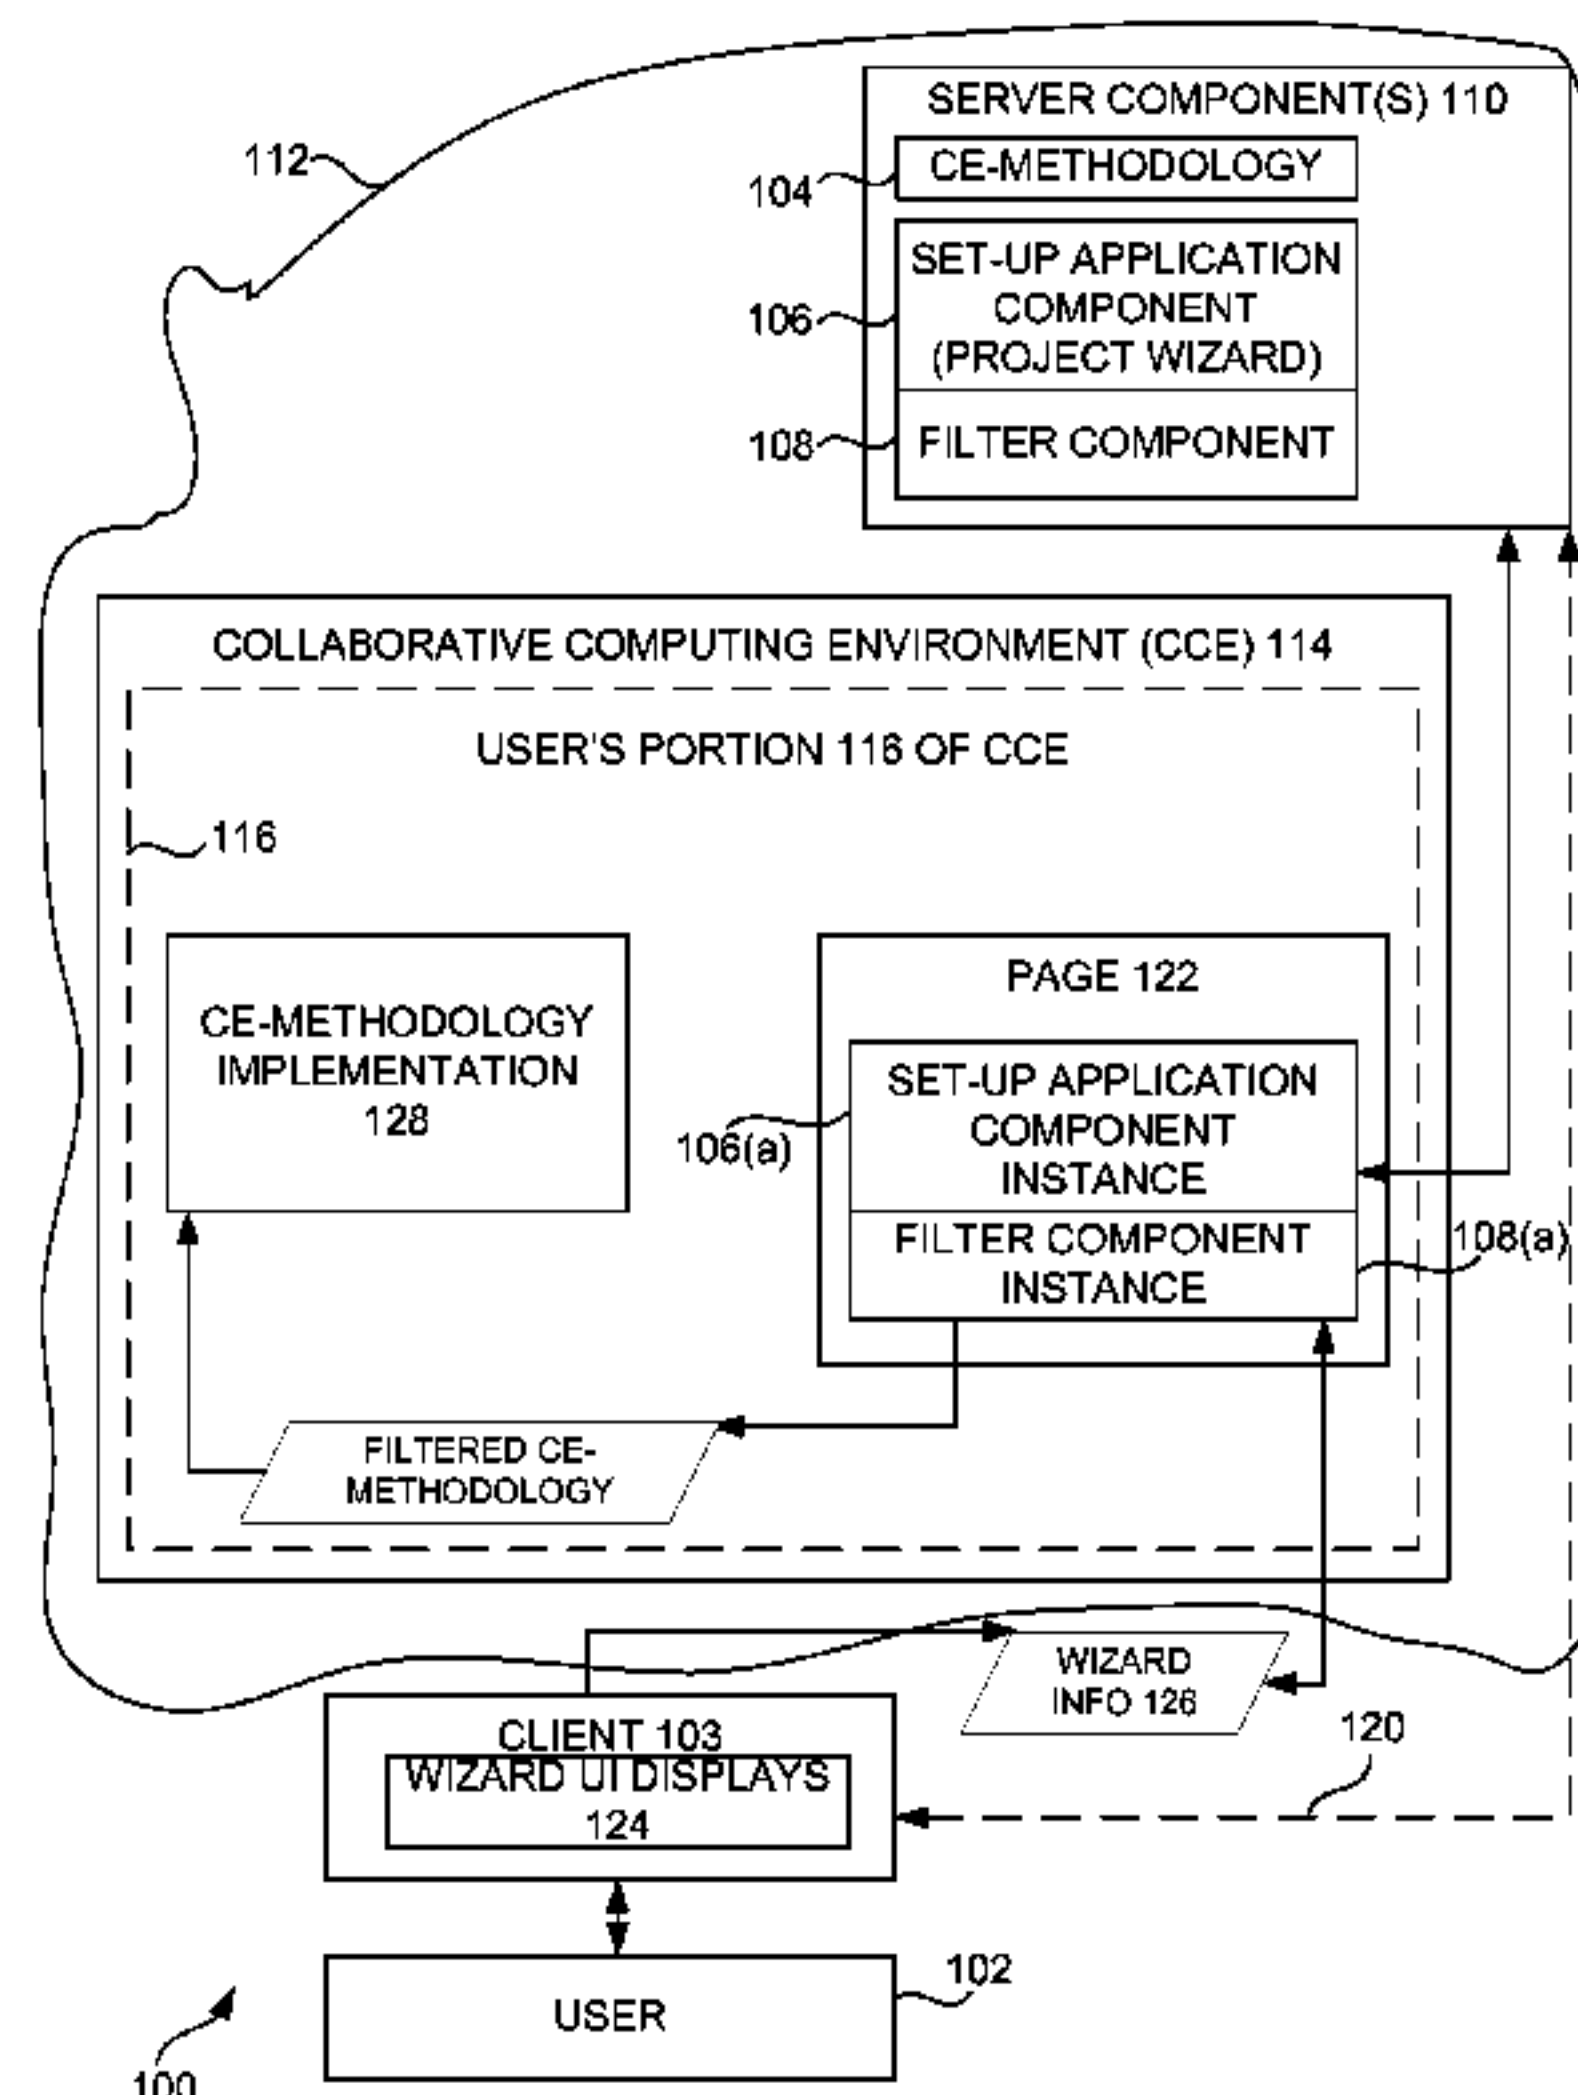 SERVER COMPONENT(S) 110
112
104
CE-METHODOLOGY
SET-UP APPLICATION
COMPONENT
(PROJECT WIZARD)
106
108
FILTER COMPONENT
COLLABORATIVE COMPUTING ENVIRONMENT (CCE) 114
USER'S PORTION 116 OF CCE
116
PAGE 122
CE-METHODOLOGY
IMPLEMENTATION
128
SET-UP APPLICATION
COMPONENT
INSTANCE
106(a)
FILTER COMPONENT
INSTANCE
108(a)
FILTERED CE-
METHODOLOGY
WIZARD
INFO 126
CLIENT 103
WIZARD UI DISPLAYS
124
120
102
USER
100